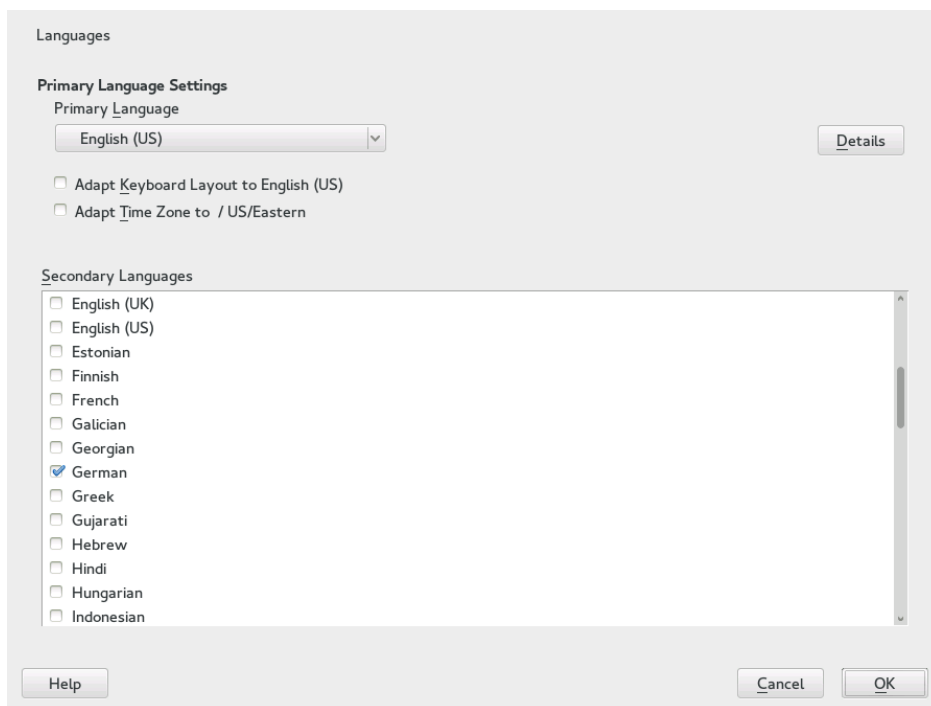 Languages
Primary Language Settings
Primary Language
English (US)
Details
Adapt Keyboard Layout to English (US)
Adapt Time Zone to / US/Eastern
Secondary Languages
English (UK)
English (US)
Estonian
Finnish
French
Galician
Georgian
German
Greek
Gujarati
Hebrew
Hindi
Hungarian
Indonesian
Help
Cancel
OK